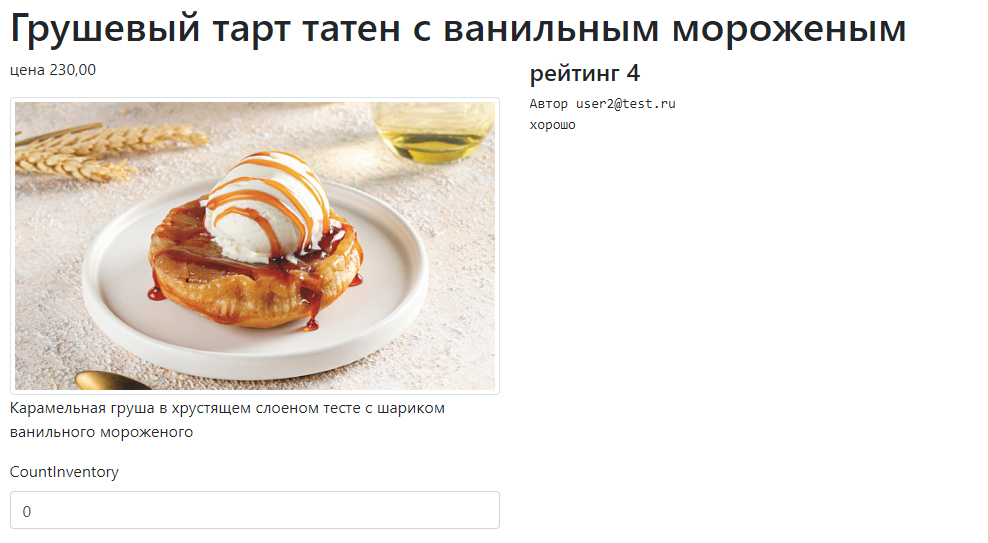 Грушевый тарт татен с ванильным мороженым
цена 230,00
Карамельная груша в хрустящем слоеном тесте с шариком
ванильного мороженого
CountInventory
0
рейтинг 4
Автор user2@test.ru
хорошо